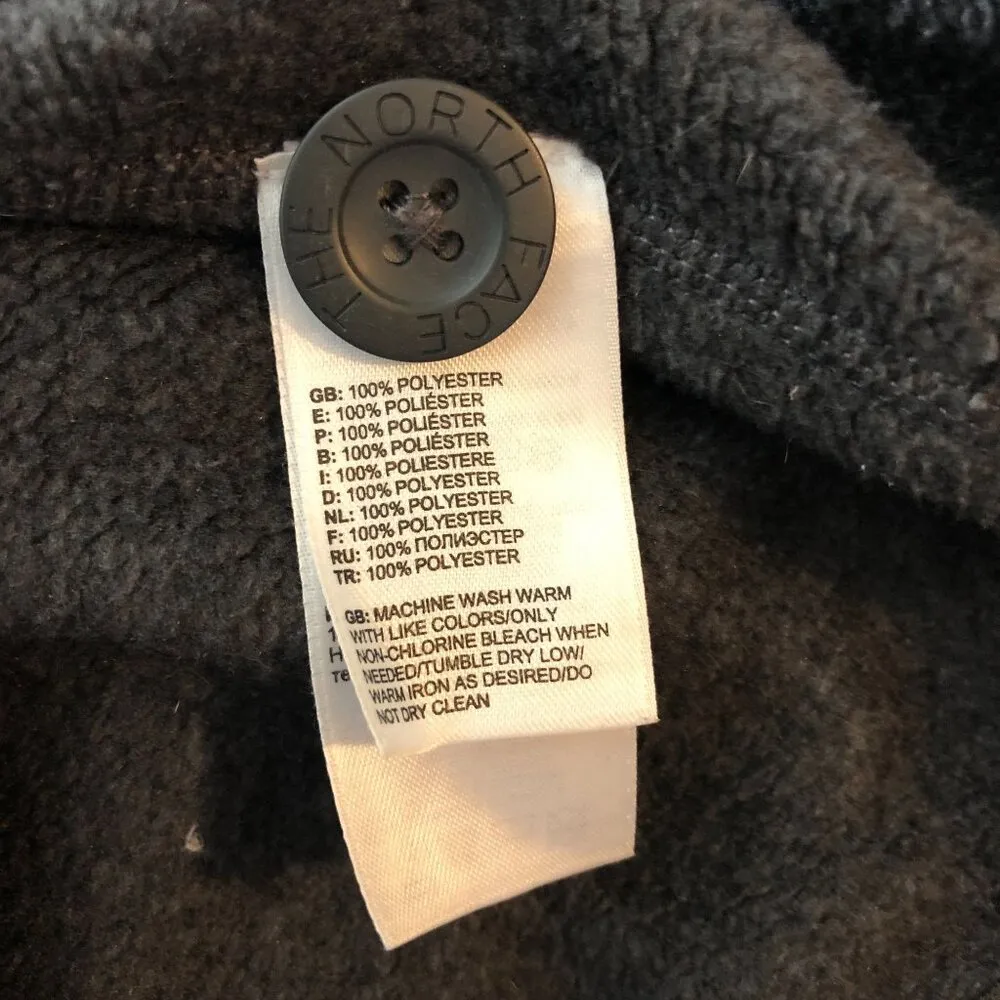 THE NORTH FACE
GB: 100% POLYESTER
E: 100% POLIÉSTER
P: 100% POLIÉSTER
B: 100% POLIÉSTER
I: 100% POLIESTERE
D: 100% POLYESTER
NL: 100% POLYESTER
F: 100% POLYESTER
RU: 100% ПОЛИЭСТЕР
TR: 100% POLYESTER
GB: MACHINE WASH WARM
WITH LIKE COLORS/ONLY
NON-CHLORINE BLEACH WHEN
NEEDED/TUMBLE DRY LOW/
WARM IRON AS DESIRED/DO
NOT DRY CLEAN